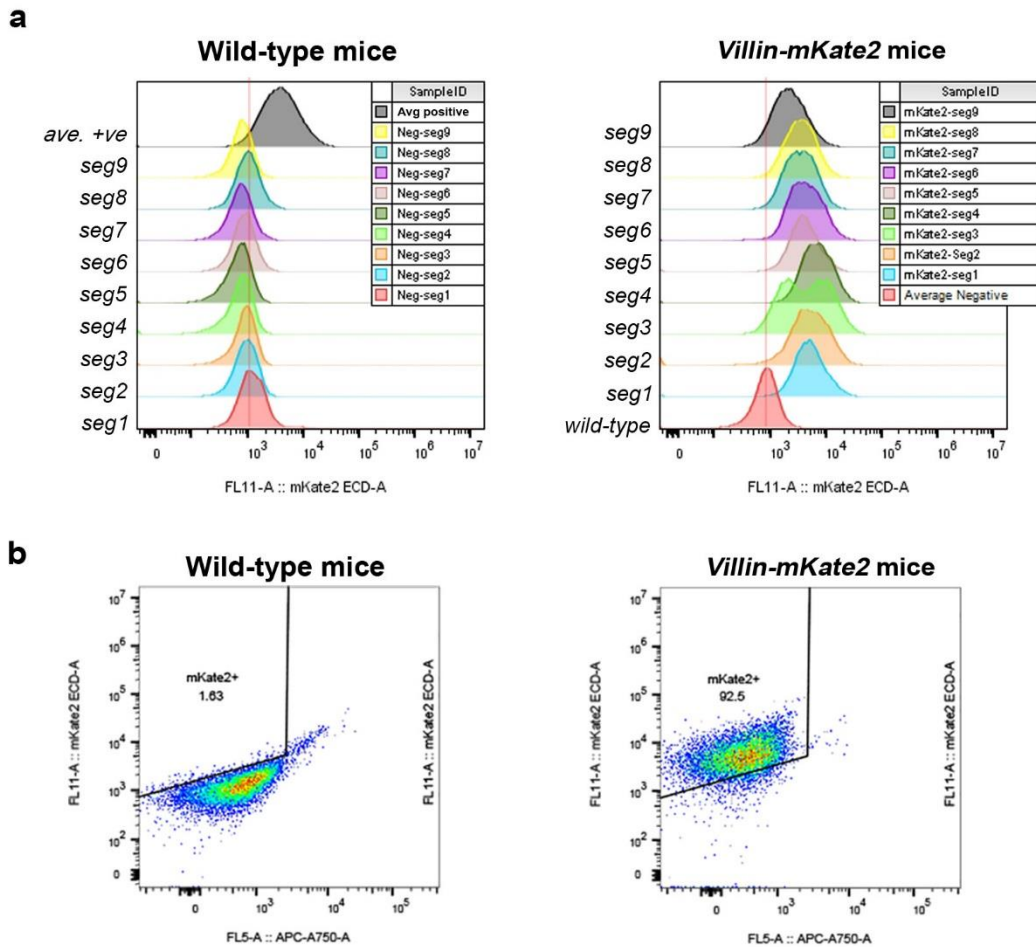 a
Wild-type mice
Villin-mKate2 mice
SampleID
Avg positive
Neg-seg9
Neg-seg8
Neg-seg7
Neg-seg6
Neg-seg5
Neg-seg4
Neg-seg3
Neg-seg2
Neg-seg1
ave. +ve
seg9
seg8
seg7
seg6
seg5
seg4
seg3
seg2
seg1
0 10^3 10^4 10^5 10^6 10^7
FL11-A :: mKate2 ECD-A
SampleID
mKate2-seg9
mKate2-seg8
mKate2-seg7
mKate2-seg6
mKate2-seg5
mKate2-seg4
mKate2-seg3
mKate2-Seg2
mKate2-seg1
Average Negative
seg9
seg8
seg7
seg6
seg5
seg4
seg3
seg2
seg1
wild-type
0 10^3 10^4 10^5 10^6 10^7
FL11-A :: mKate2 ECD-A
b
Wild-type mice
Villin-mKate2 mice
FL11-A :: mKate2 ECD-A
10^7
10^6
10^5
10^4
10^3
10^2
0
mKate2+
1.63
FL11-A :: mKate2 ECD-A
0 10^3 10^4 10^5
FL5-A :: APC-A750-A
FL11-A :: mKate2 ECD-A
10^7
10^6
10^5
10^4
10^3
10^2
0
mKate2+
92.5
FL11-A :: mKate2 ECD-A
0 10^3 10^4 10^5
FL5-A :: APC-A750-A